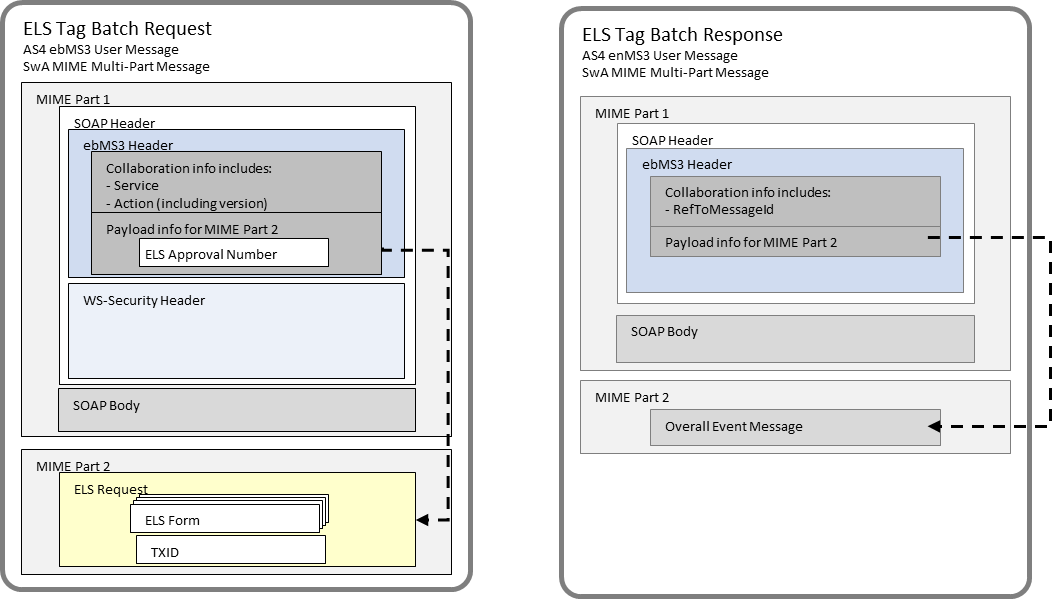 ELS Tag Batch Request
AS4 ebMS3 User Message
SwA MIME Multi-Part Message
MIME Part 1
SOAP Header
ebMS3 Header
Collaboration info includes:
- Service
- Action (including version)
Payload info for MIME Part 2
ELS Approval Number
WS-Security Header
SOAP Body
MIME Part 2
ELS Request
ELS Form
TXID
ELS Tag Batch Response
AS4 enMS3 User Message
SwA MIME Multi-Part Message
MIME Part 1
SOAP Header
ebMS3 Header
Collaboration info includes:
- RefToMessageId
Payload info for MIME Part 2
SOAP Body
MIME Part 2
Overall Event Message